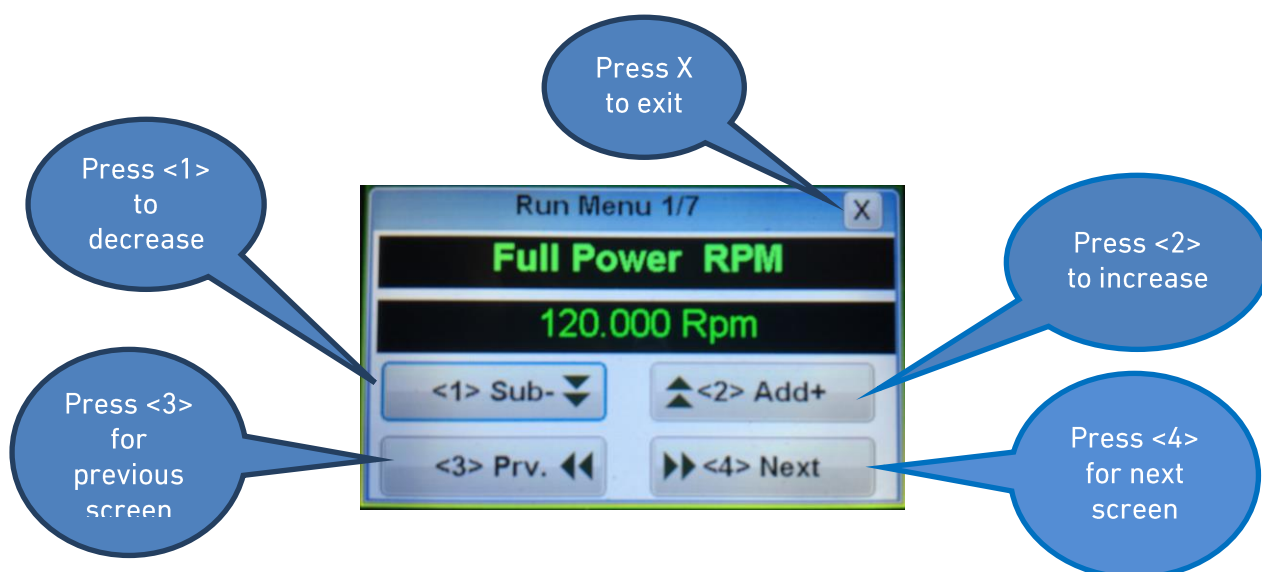 Press X
to exit
Press <1>
to
decrease
Run Menu 1/7
X
Full Power RPM
120.000 Rpm
Press <2>
to increase
<1> Sub-
<2> Add+
Press <3>
for
previous
screen
<3> Prv.
<4> Next
Press <4>
for next
screen